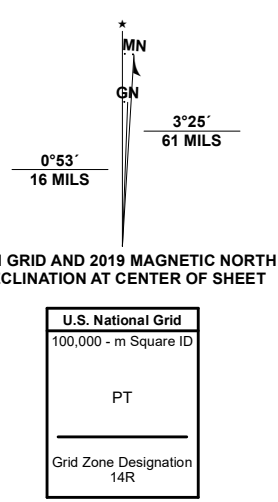 ★
MN
GN
3°25´
61 MILS
0°53´
16 MILS
GRID AND 2019 MAGNETIC NORTH
CLINATION AT CENTER OF SHEET
U.S. National Grid
100,000 - m Square ID
PT
Grid Zone Designation
14R